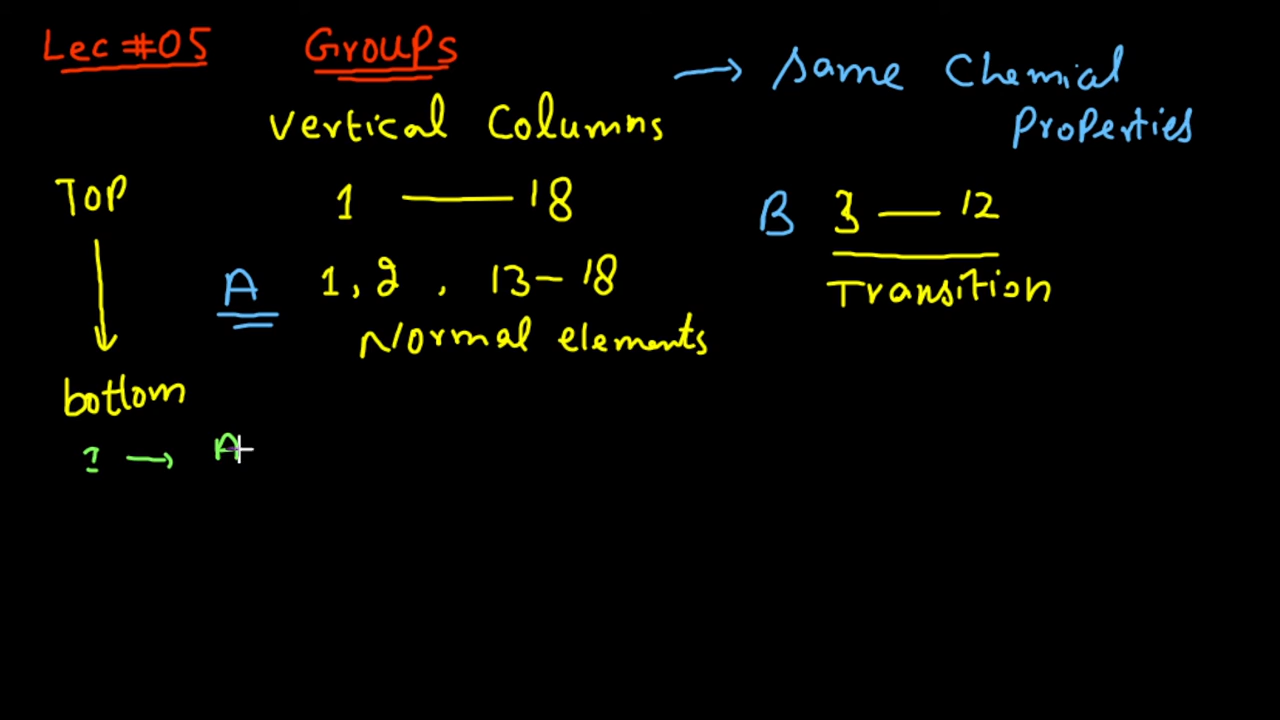 Lec #05 Groups
→ same Chemical Properties
vertical Columns
Top
1 — 18
B 3 — 12
A 1, 2 , 13 – 18
Transition
Normal elements
bottom
? → A